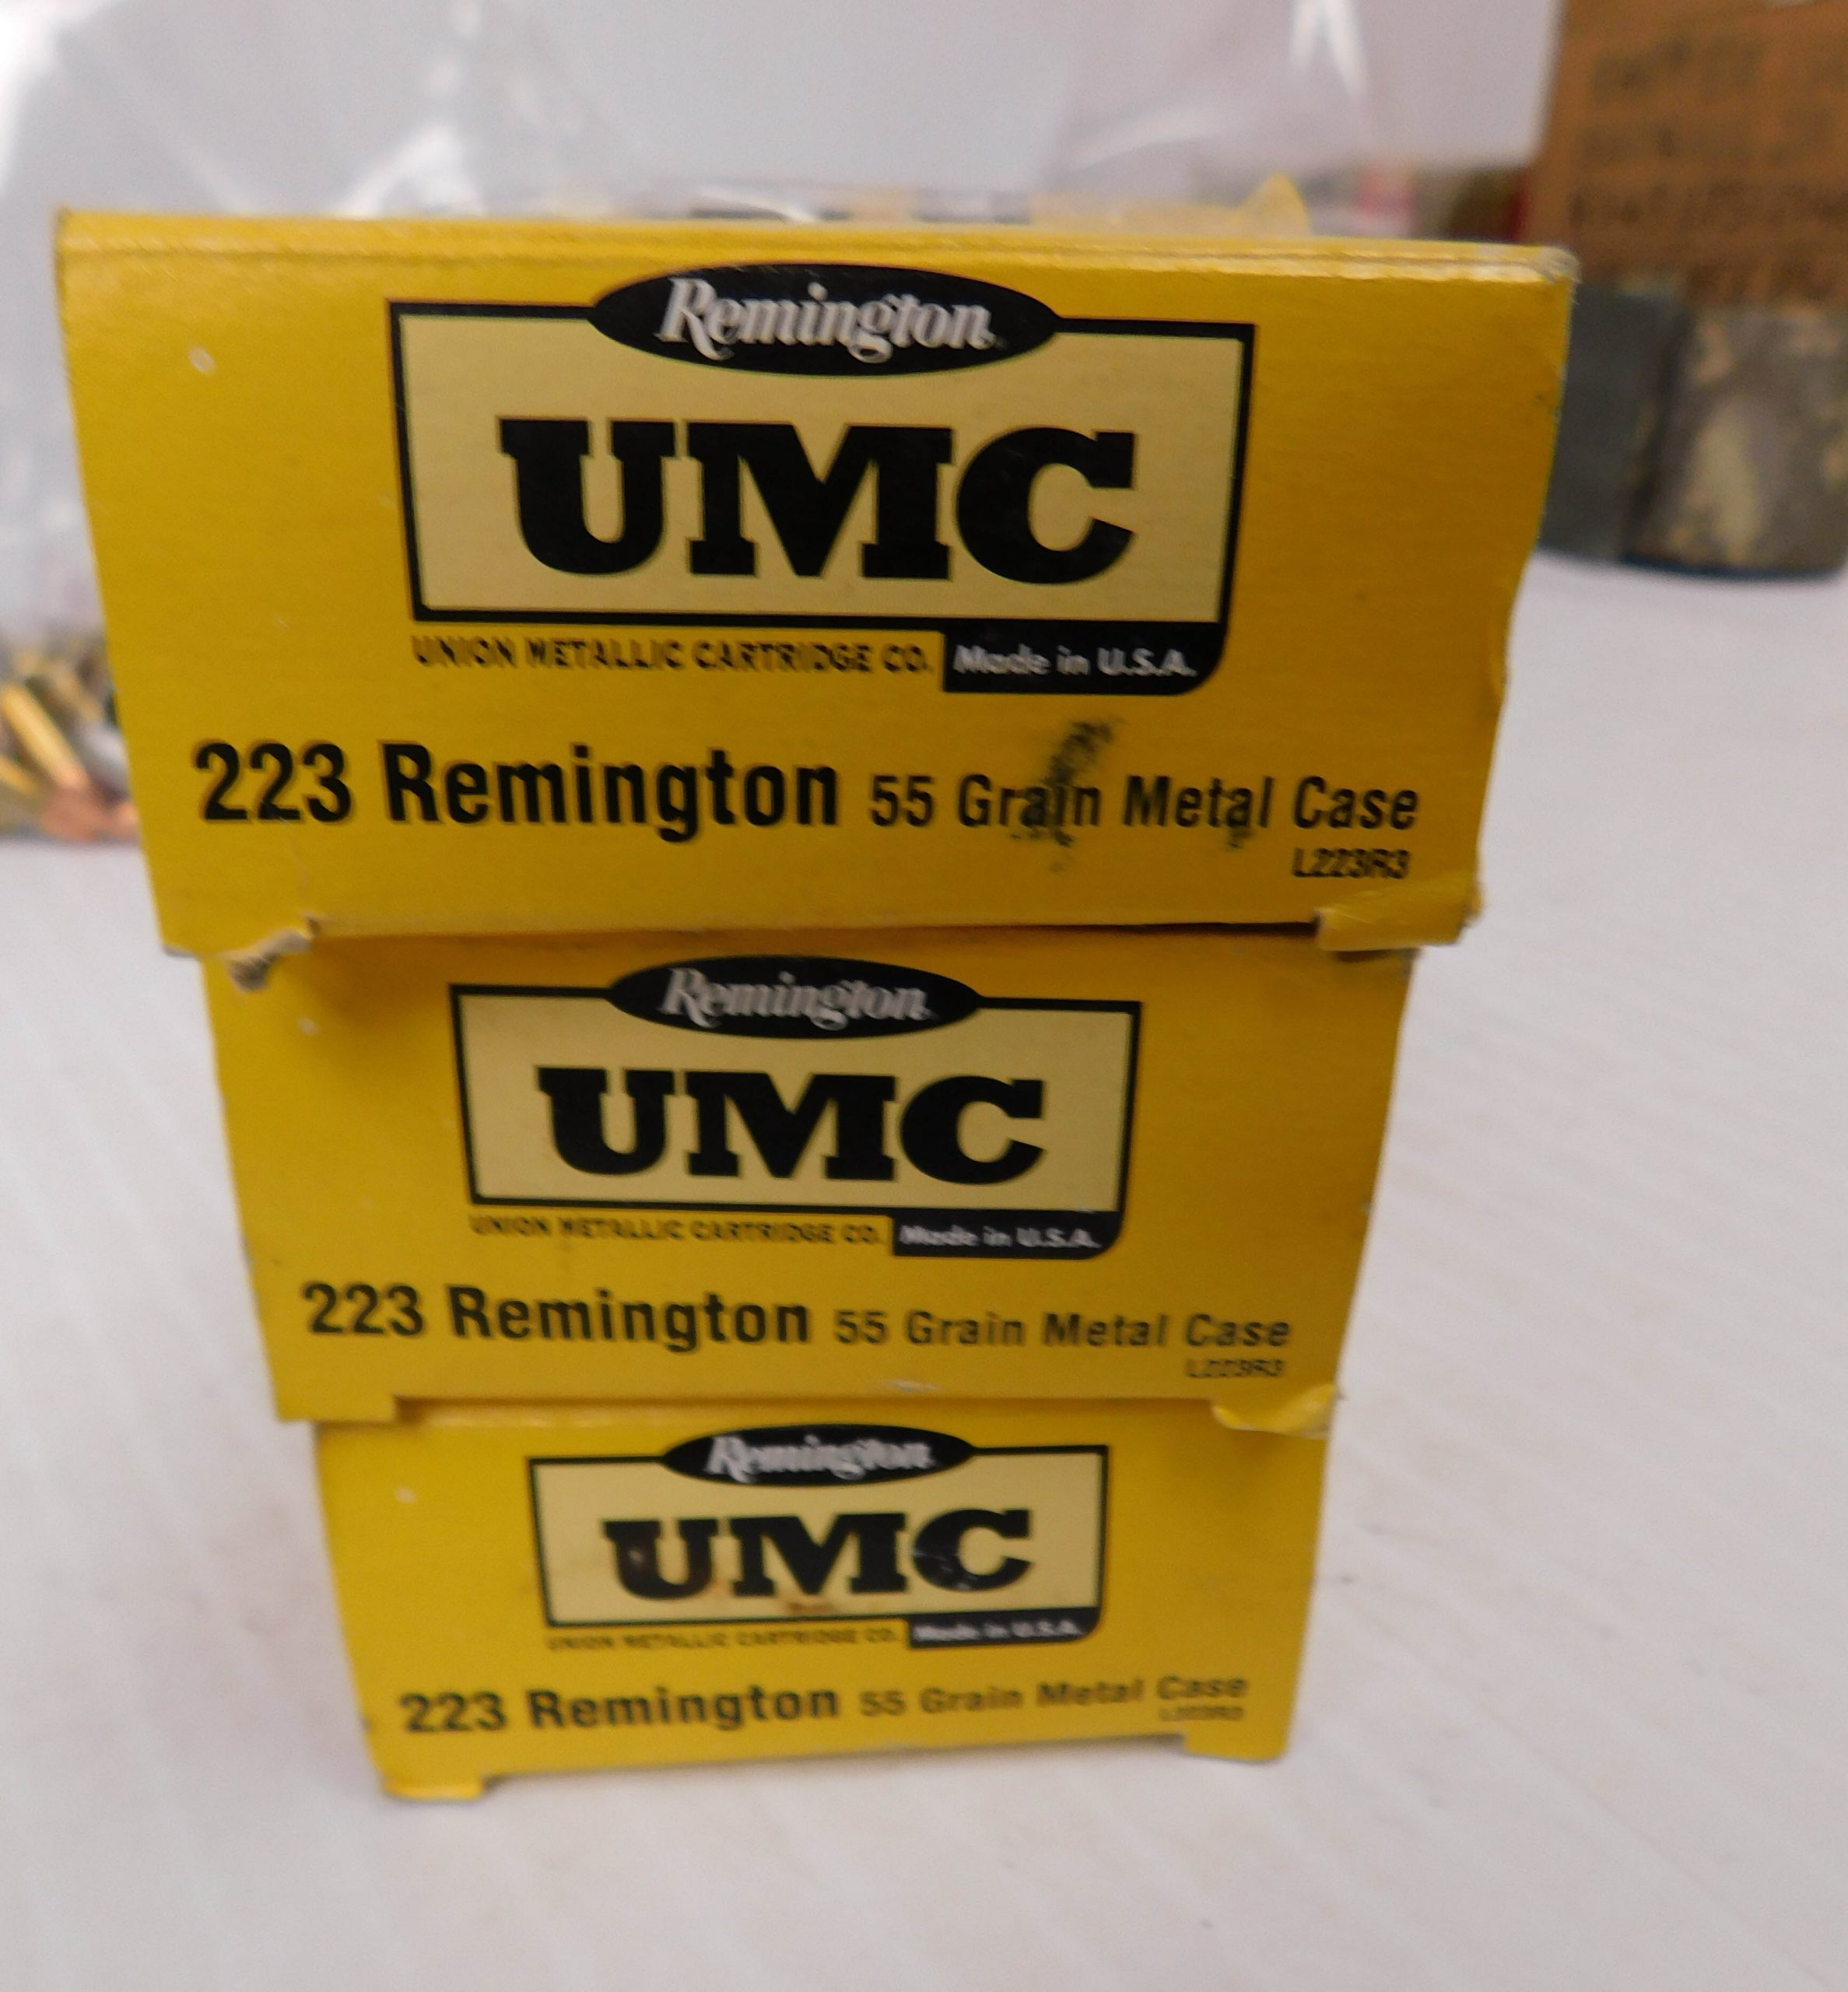 Remington
UMC
UNION METALLIC CARTRIDGE CO. Made in U.S.A.
223 Remington 55 Grain Metal Case
L223R3
Remington
UMC
UNION METALLIC CARTRIDGE CO. Made in U.S.A.
223 Remington 55 Grain Metal Case
L223R3
Remington
UMC
UNION METALLIC CARTRIDGE CO. Made in U.S.A.
223 Remington 55 Grain Metal Case